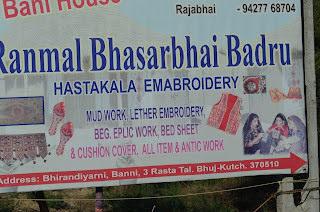 Bani House
Rajabhai - 94277 68704
Ranmal Bhasarbhai Badru
HASTAKALA EMABROIDERY
MUD WORK, LETHER EMBROIDERY,
BEG. EPLIC WORK, BED SHEET
& CUSHION COVER, ALL ITEM & ANTIC WORK
Address: Bhirandiyarni, Banni, 3 Rasta Tal. Bhuj-Kutch. 370510